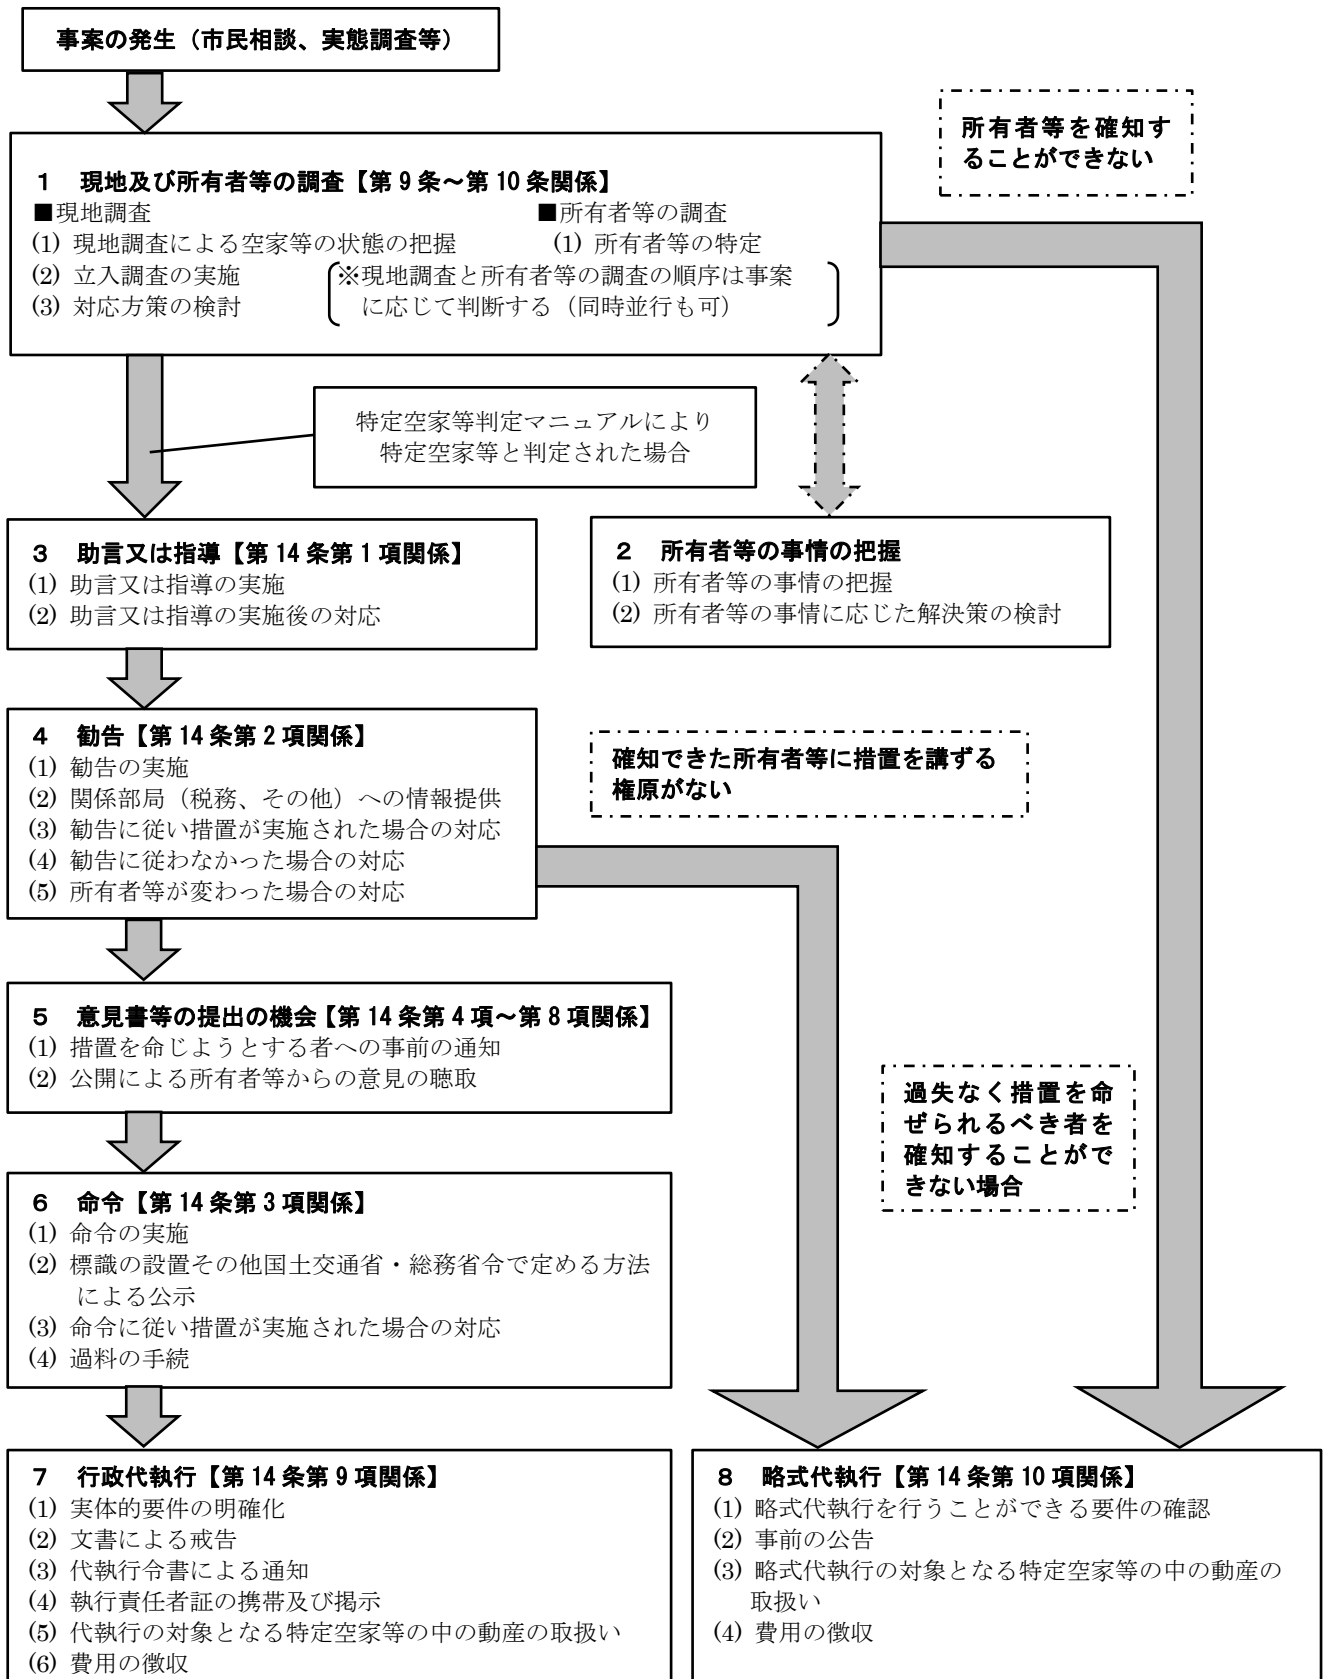 事案の発生（市民相談、実態調査等）
所有者等を確知す
ることができない
１　現地及び所有者等の調査【第 9 条～第 10 条関係】
■現地調査
■所有者等の調査
(1) 現地調査による空家等の状態の把握
(1) 所有者等の特定
(2) 立入調査の実施
(3) 対応方策の検討
※現地調査と所有者等の調査の順序は事案
に応じて判断する（同時並行も可）
特定空家等判定マニュアルにより
特定空家等と判定された場合
３　助言又は指導【第 14 条第 1 項関係】
(1) 助言又は指導の実施
(2) 助言又は指導の実施後の対応
２　所有者等の事情の把握
(1) 所有者等の事情の把握
(2) 所有者等の事情に応じた解決策の検討
４　勧告【第 14 条第 2 項関係】
(1) 勧告の実施
(2) 関係部局（税務、その他）への情報提供
(3) 勧告に従い措置が実施された場合の対応
(4) 勧告に従わなかった場合の対応
(5) 所有者等が変わった場合の対応
確知できた所有者等に措置を講ずる
権原がない
５　意見書等の提出の機会【第 14 条第 4 項～第 8 項関係】
(1) 措置を命じようとする者への事前の通知
(2) 公開による所有者等からの意見の聴取
過失なく措置を命
ぜられるべき者を
確知することがで
きない場合
６　命令【第 14 条第 3 項関係】
(1) 命令の実施
(2) 標識の設置その他国土交通省・総務省令で定める方法
による公示
(3) 命令に従い措置が実施された場合の対応
(4) 過料の手続
７　行政代執行【第 14 条第 9 項関係】
(1) 実体的要件の明確化
(2) 文書による戒告
(3) 代執行令書による通知
(4) 執行責任者証の携帯及び掲示
(5) 代執行の対象となる特定空家等の中の動産の取扱い
(6) 費用の徴収
８　略式代執行【第 14 条第 10 項関係】
(1) 略式代執行を行うことができる要件の確認
(2) 事前の公告
(3) 略式代執行の対象となる特定空家等の中の動産の
取扱い
(4) 費用の徴収